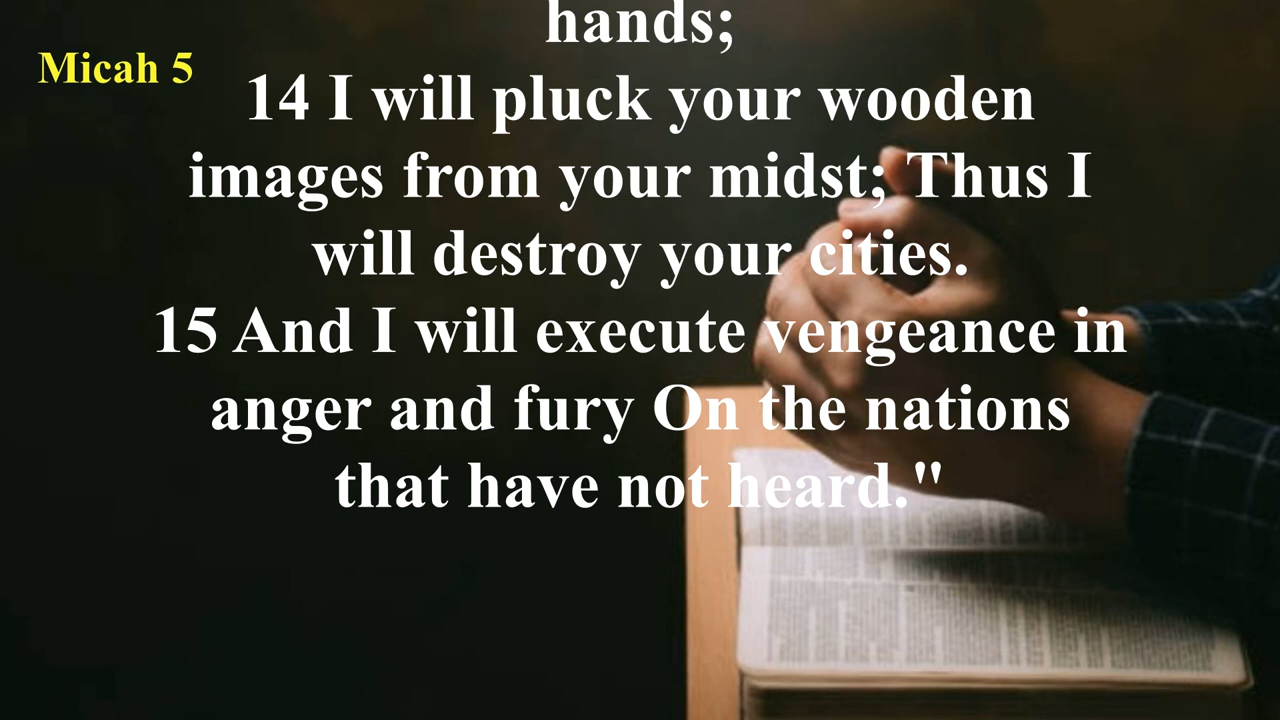 hands;
Micah 5
14 I will pluck your wooden
images from your midst; Thus I
will destroy your cities.
15 And I will execute vengeance in
anger and fury On the nations
that have not heard."